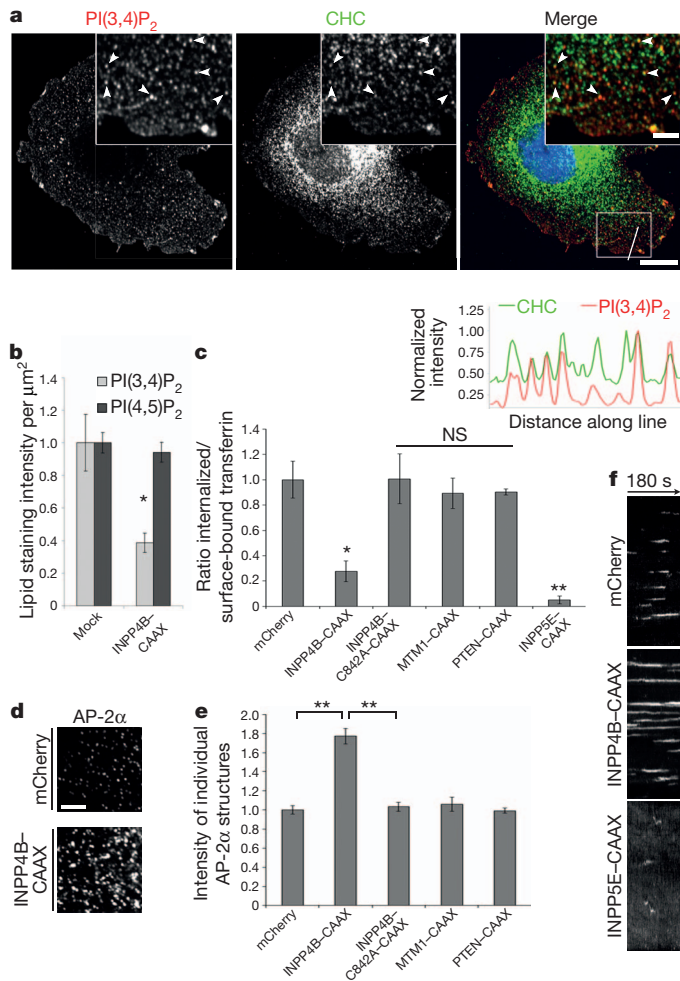 a
PI(3,4)P2
CHC
Merge
CHC
PI(3,4)P2
Normalized
intensity
1.25
1.00
0.75
0.50
0.25
Distance along line
b
Lipid staining intensity per µm2
PI(3,4)P2
PI(4,5)P2
1.4
1.2
1.0
0.8
0.6
0.4
0.2
0
*
Mock
INPP4B–
CAAX
c
Ratio internalized/
surface-bound transferrin
1.4
1.2
1.0
0.8
0.6
0.4
0.2
0
NS
*
**
mCherry
INPP4B–CAAX
INPP4B–
C842A–CAAX
MTM1–CAAX
PTEN–CAAX
INPP5E–
CAAX
d
AP-2α
mCherry
INPP4B–
CAAX
e
Intensity of individual
AP-2α structures
2.0
1.8
1.6
1.4
1.2
1.0
0.8
0.6
0.4
0.2
0
**
**
mCherry
INPP4B–CAAX
INPP4B–
C842A–CAAX
MTM1–CAAX
PTEN–CAAX
f
180 s
mCherry
INPP4B–CAAX
INPP5E–CAAX